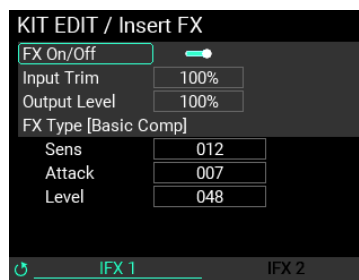 KIT EDIT / Insert FX
FX On/Off
Input Trim 100%
Output Level 100%
FX Type [Basic Comp]
Sens 012
Attack 007
Level 048
IFX 1 IFX 2